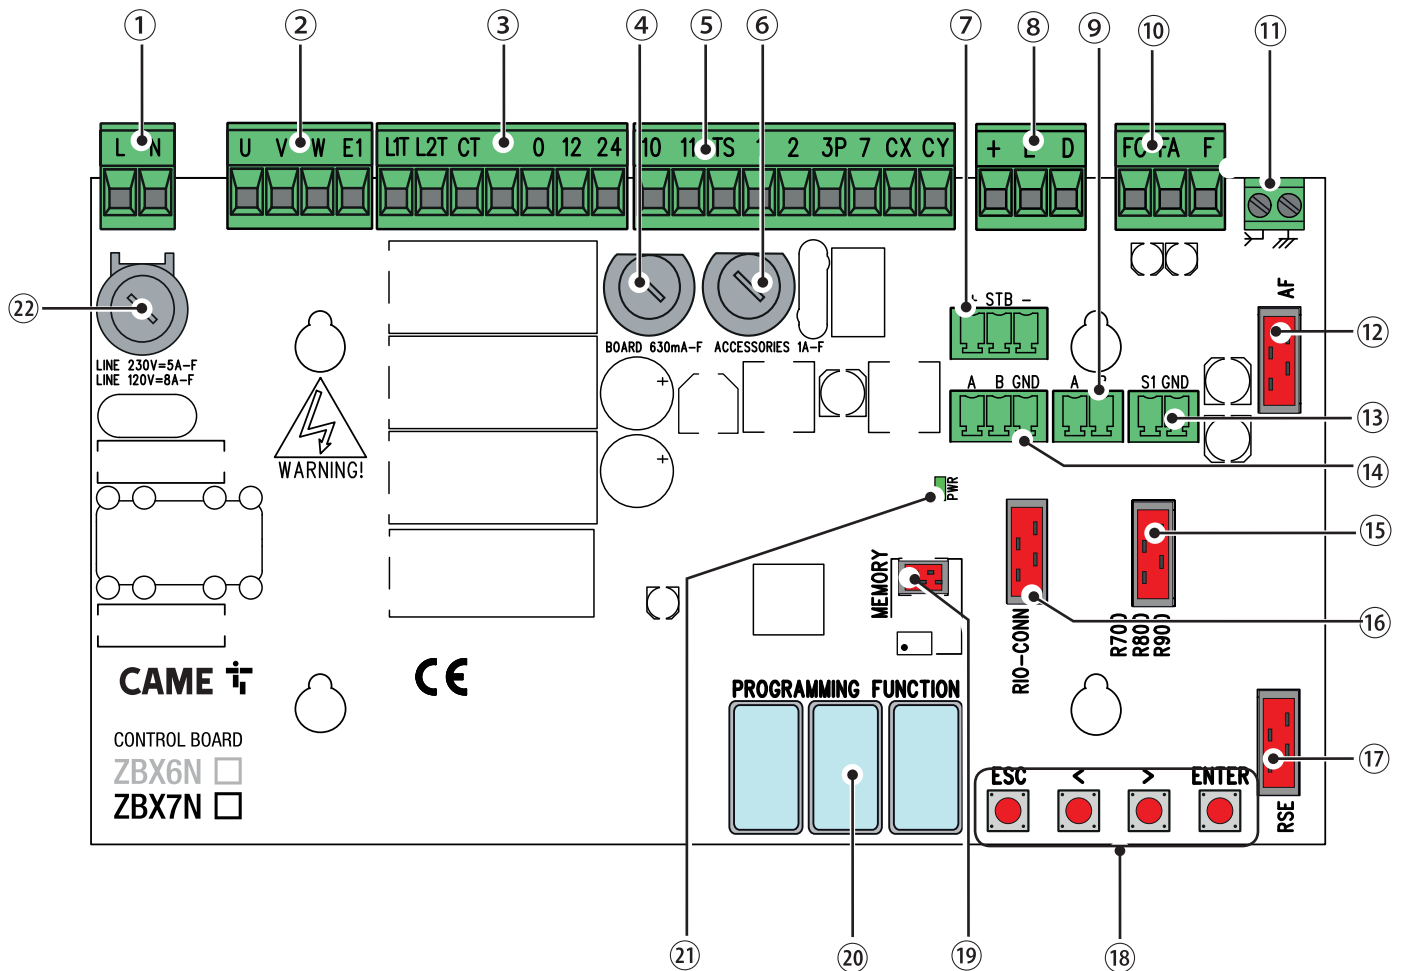 ① ② ③ ④ ⑤ ⑥ ⑦ ⑧ ⑨ ⑩ ⑪
L N
U V W E1
L1T L2T CT 0 12 24
10 11 TS 1 2 3P 7 CX CY
+ E D
FC FA F
AF
⑫
㉒
LINE 230V=5A-F
LINE 120V=8A-F
BOARD 630mA-F
ACCESSORIES 1A-F
STB -
A B GND
A
S1 GND
⑬
⑭
WARNING!
PWR
⑮
MEMORY
RIO-CONN
R700
R800
R900
⑯
CAME
CE
PROGRAMMING FUNCTION
CONTROL BOARD
ZBX6N
ZBX7N
ESC < > ENTER
RSE
⑰
㉑ ⑳ ⑲ ⑱